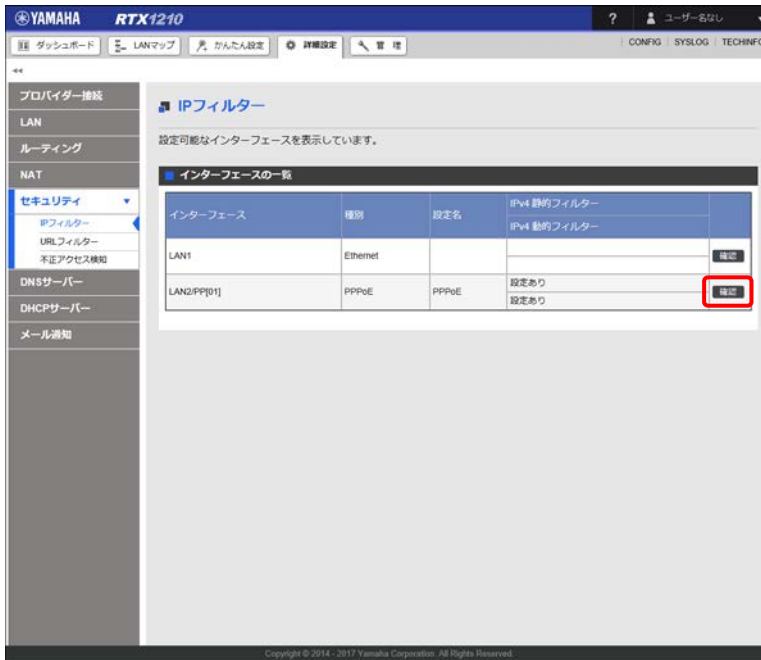 YAMAHA RTX1210 ? ユーザー名なし
ダッシュボード LANマップ かんたん設定 詳細設定 管理 CONFIG SYSLOG TECHINFO
<<
プロバイダー接続
LAN
ルーティング
NAT
セキュリティ
IPフィルター
URLフィルター
不正アクセス検知
DNSサーバー
DHCPサーバー
メール通知
IPフィルター
設定可能なインターフェースを表示しています。
インターフェースの一覧
インターフェース 種別 設定名 IPv4 静的フィルター
IPv4 動的フィルター
LAN1 Ethernet 確認
LAN2/PP[01] PPPoE PPPoE 設定あり 確認
設定あり
Copyright © 2014 - 2017 Yamaha Corporation. All Rights Reserved.